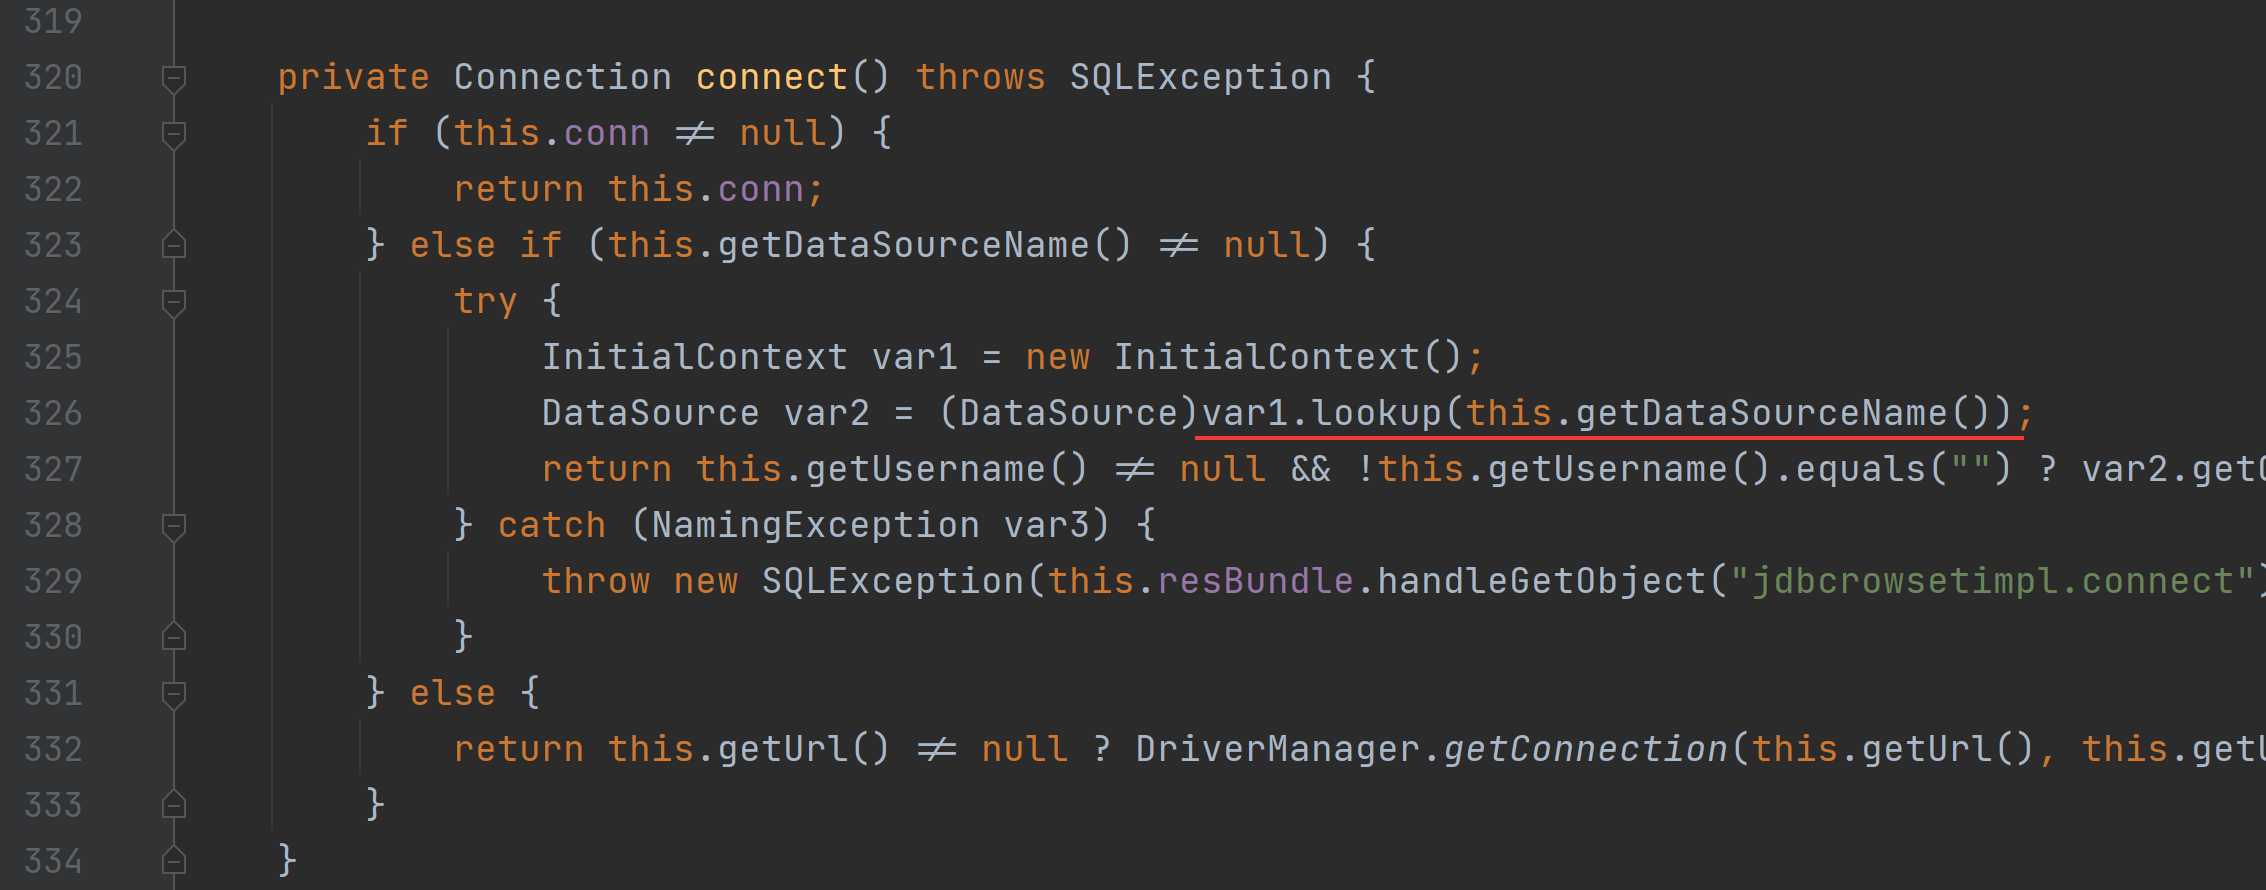 319
320 private Connection connect() throws SQLException {
321 if (this.conn ≠ null) {
322 return this.conn;
323 } else if (this.getDataSourceName() ≠ null) {
324 try {
325 InitialContext var1 = new InitialContext();
326 DataSource var2 = (DataSource)var1.lookup(this.getDataSourceName());
327 return this.getUsername() ≠ null && !this.getUsername().equals("") ? var2.get
328 } catch (NamingException var3) {
329 throw new SQLException(this.resBundle.handleGetObject("jdbcrowsetimpl.connect")
330 }
331 } else {
332 return this.getUrl() ≠ null ? DriverManager.getConnection(this.getUrl(), this.get
333 }
334 }